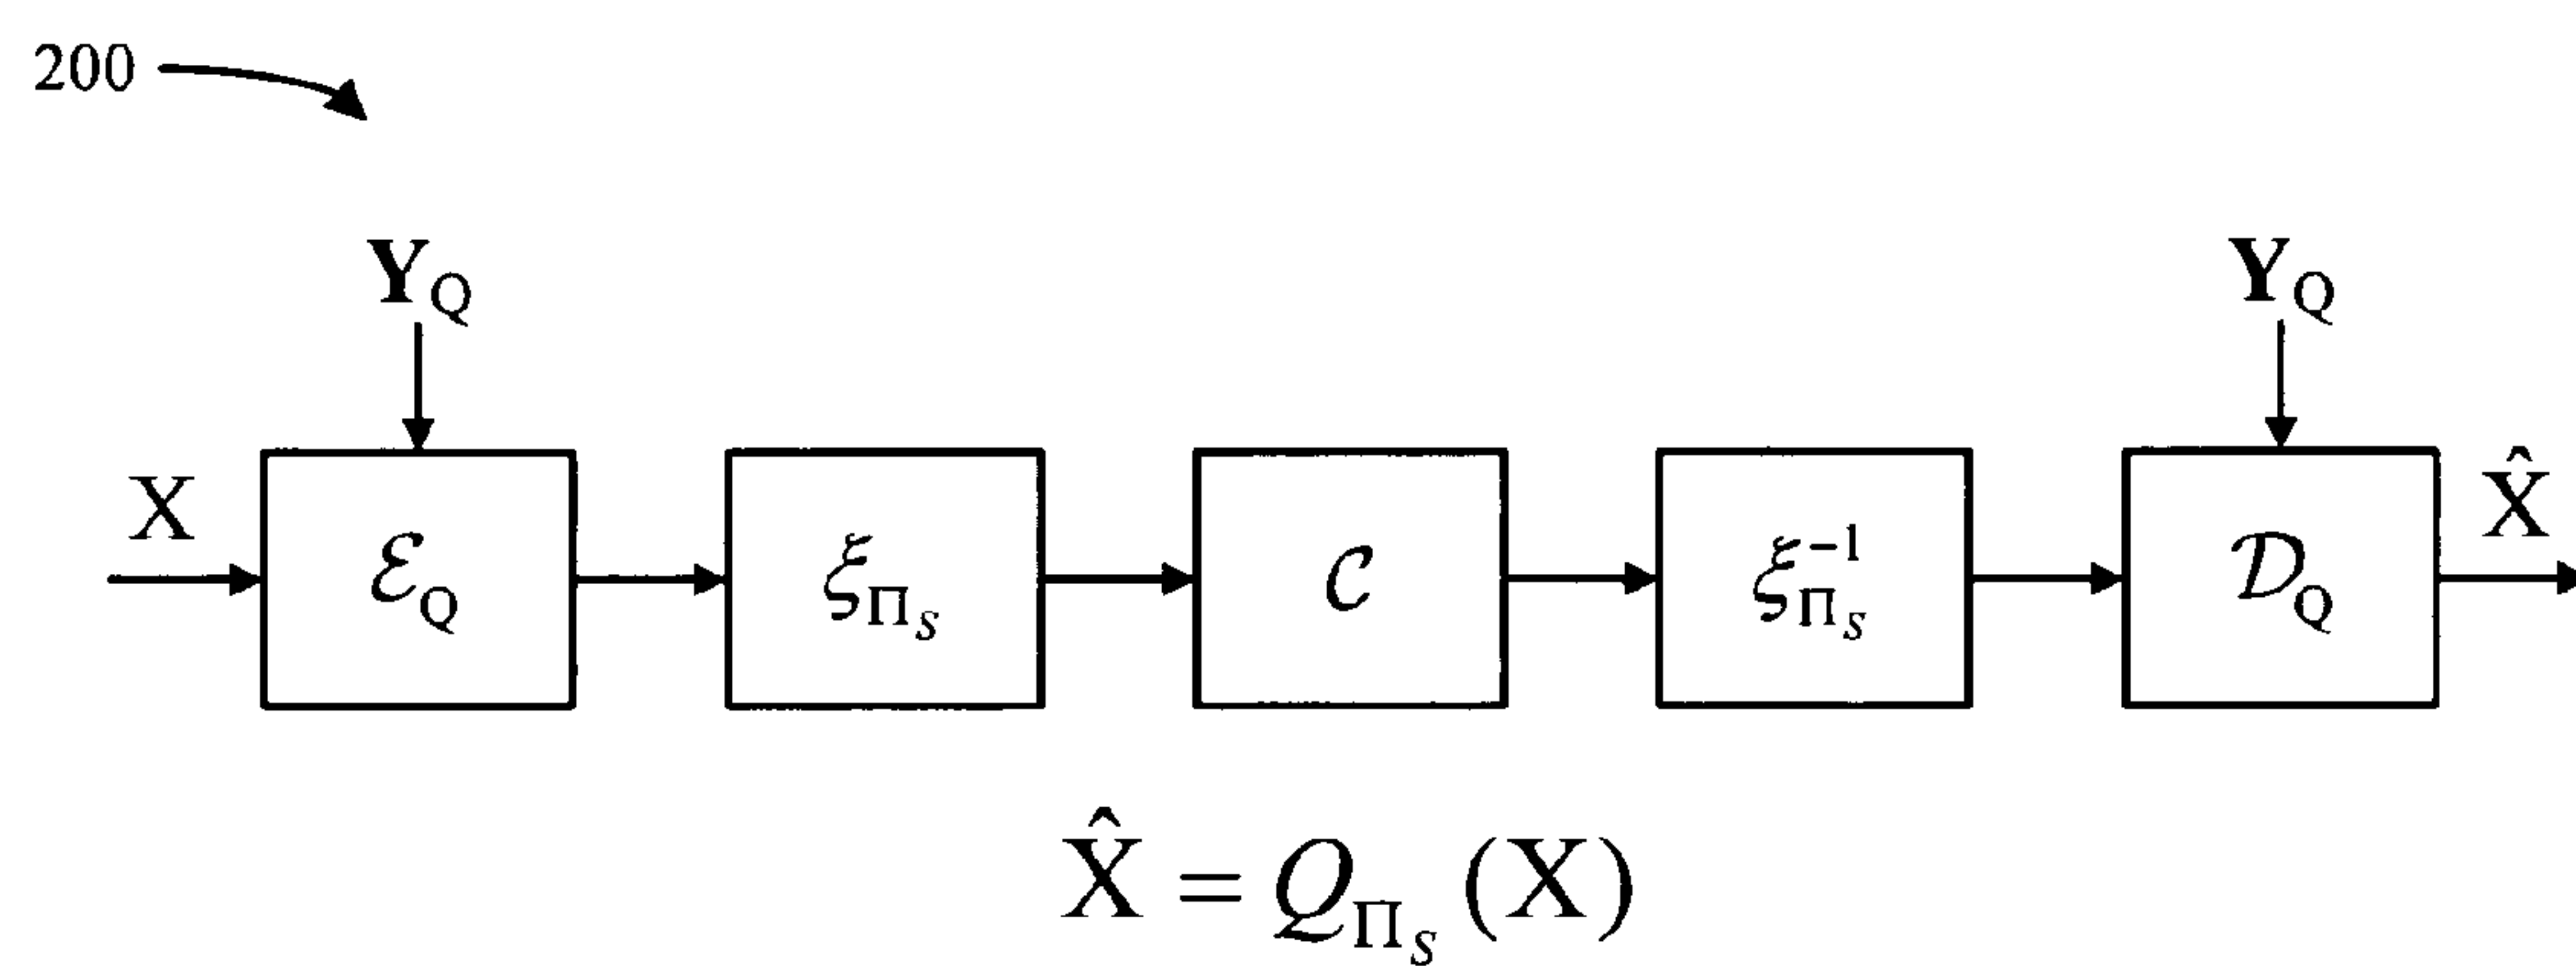 200
Y_Q Y_Q
X ℰ_Q ξ_{Π_S} 𝒞 ξ^{-1}_{Π_S} 𝒟_Q X̂
X̂ = Q_{Π_S} (X)